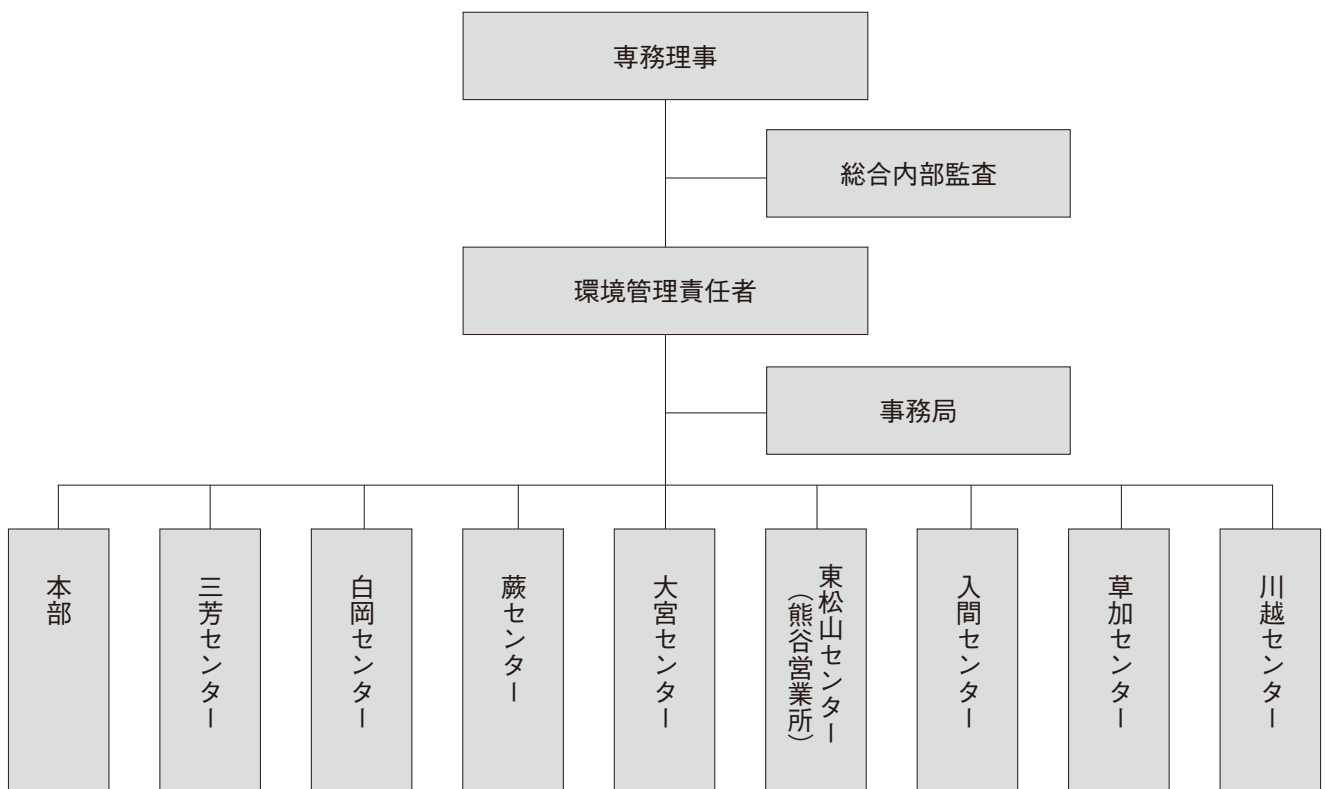 専務理事
総合内部監査
環境管理責任者
事務局
本部
三芳センター
白岡センター
蕨センター
大宮センター
東松山センター
（熊谷営業所）
入間センター
草加センター
川越センター